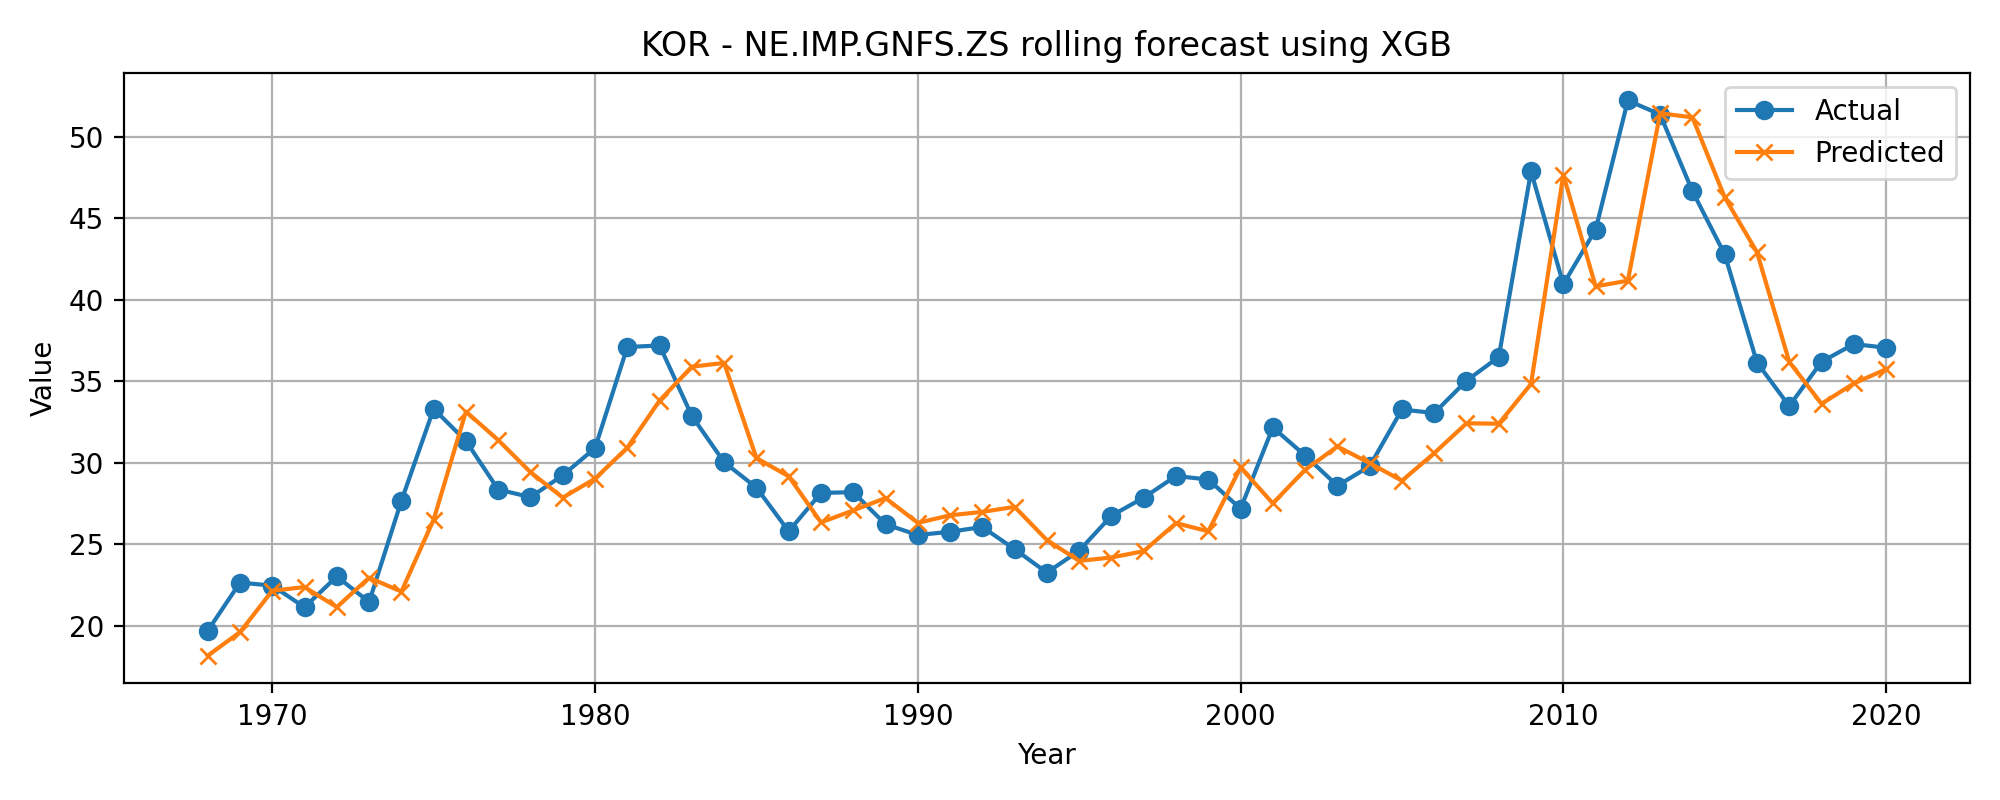 KOR - NE.IMP.GNFS.ZS rolling forecast using XGB
Actual
Predicted
50
45
40
35
30
25
20
Value
1970
1980
1990
2000
2010
2020
Year